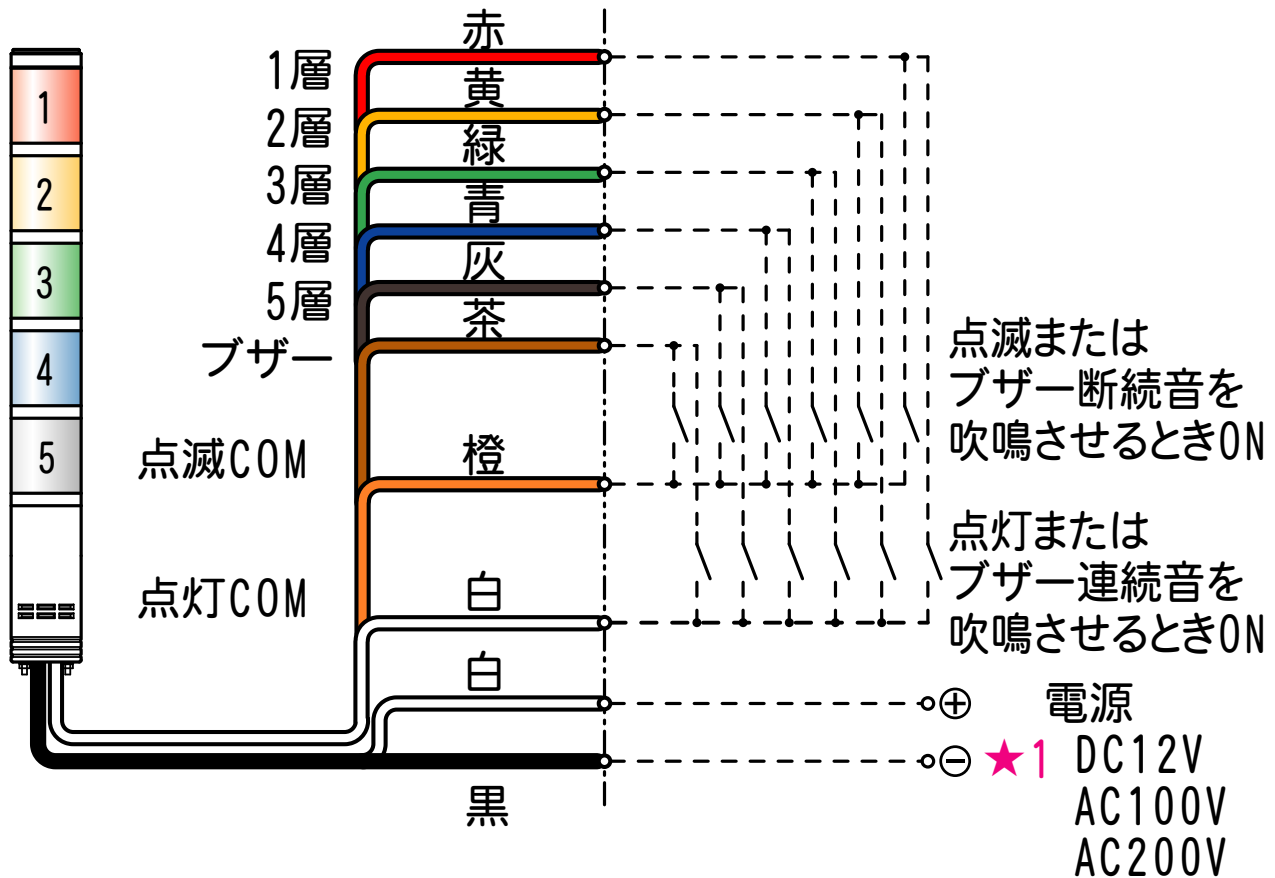 赤
1層
黄
2層
緑
3層
青
4層
灰
5層
茶
ブザー
橙
点滅COM
白
点灯COM
白
黒
1
2
3
4
5
点滅または
ブザー断続音を
吹鳴させるときON
点灯または
ブザー連続音を
吹鳴させるときON
⊕ 電源
⊖ ★1 DC12V
AC100V
AC200V